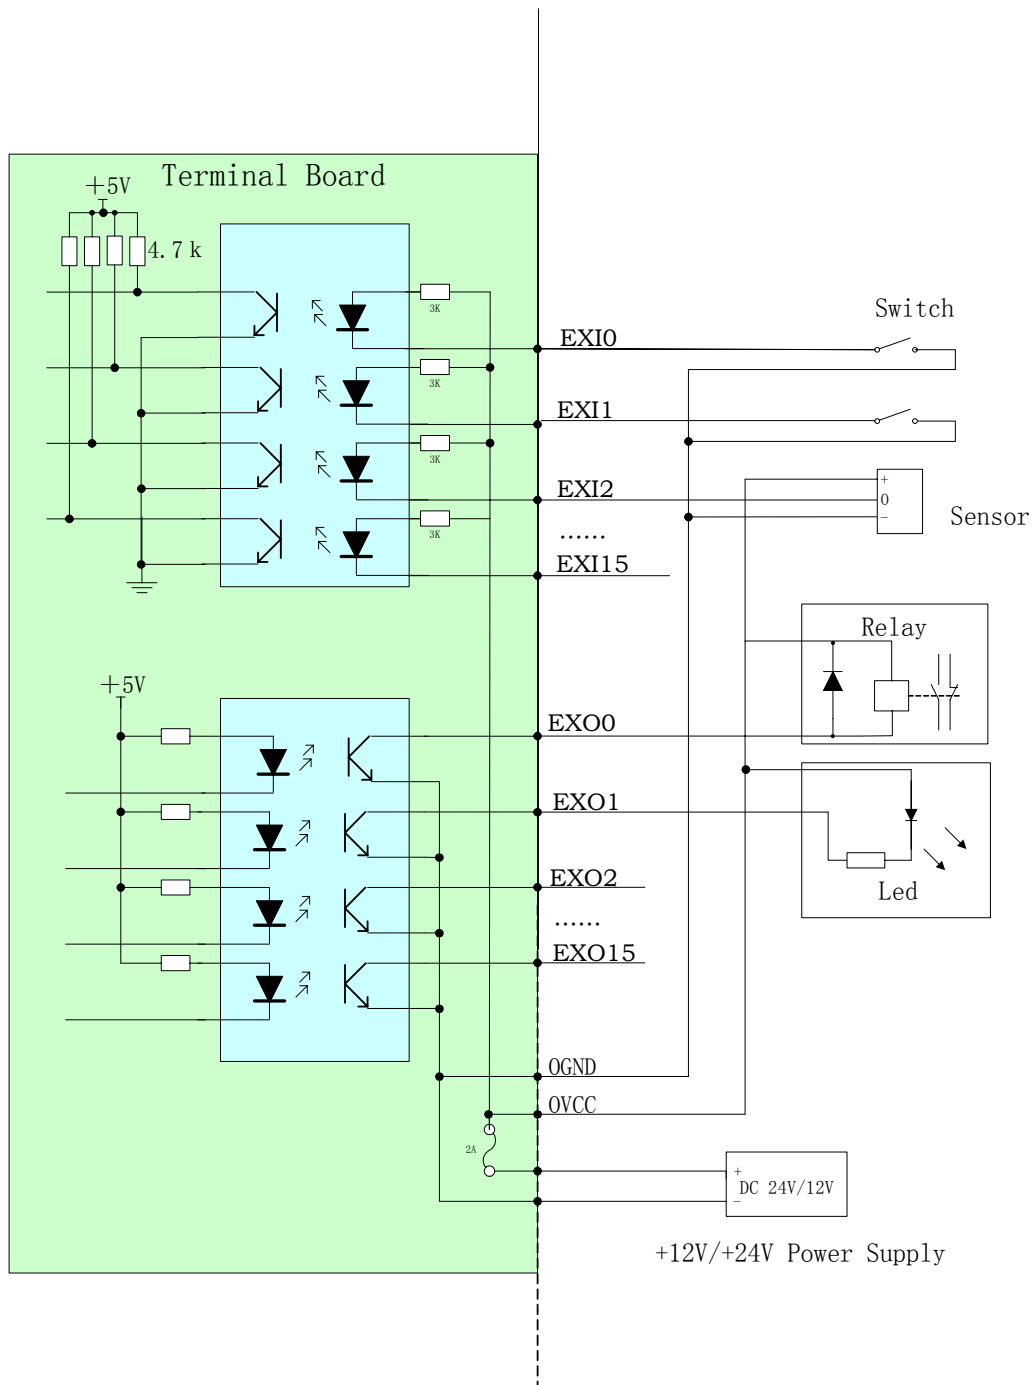 Terminal Board
+5V
4.7k
3K
3K
3K
3K
EXI0
Switch
EXI1
EXI2
+
O
−
Sensor
......
EXI15
Relay
+5V
EXO0
EXO1
EXO2
Led
......
EXO15
OGND
OVCC
2A
+
DC 24V/12V
−
+12V/+24V Power Supply